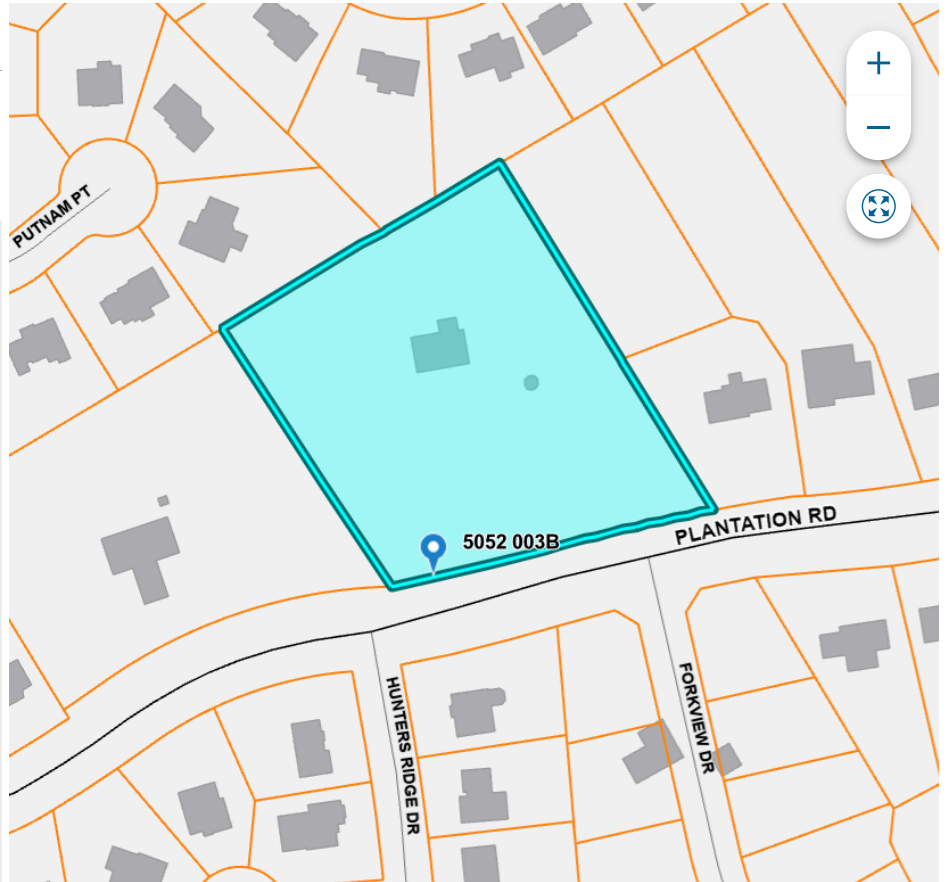 PUTNAM PT
5052 003B
PLANTATION RD
HUNTERS RIDGE DR
FORKVIEW DR